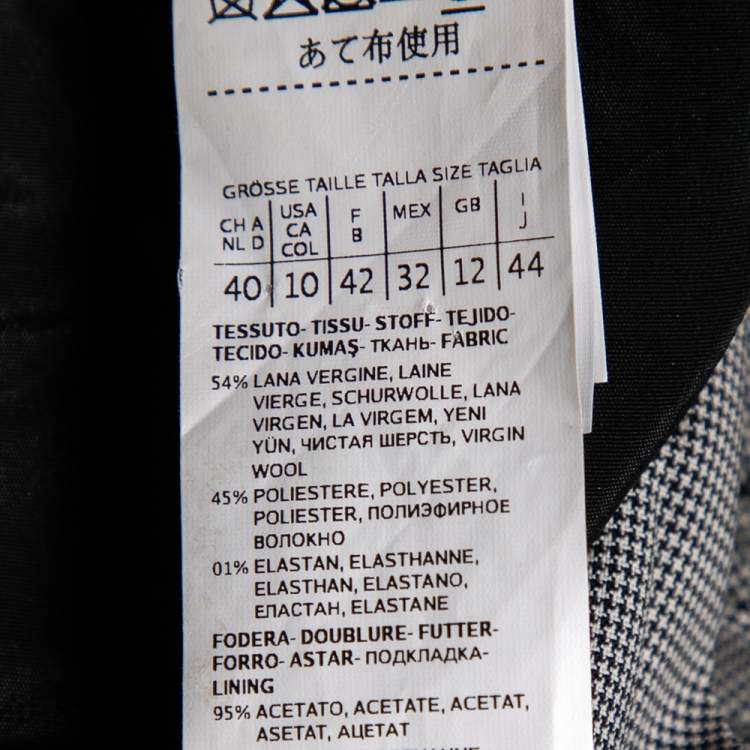 あて布使用
GRÖSSE TAILLE TALLA SIZE TAGLIA
CH A NL D
USA CA COL
F B
MEX
GB
I J
40 10 42 32 12 44
TESSUTO- TISSU- STOFF- TEJIDO-
TECIDO- KUMAŞ- ТКАНЬ- FABRIC
54% LANA VERGINE, LAINE
VIERGE, SCHURWOLLE, LANA
VIRGEN, LA VIRGEM, YENI
YÜN, ЧИСТАЯ ШЕРСТЬ, VIRGIN
WOOL
45% POLIESTERE, POLYESTER,
POLIESTER, ПОЛИЭФИРНОЕ
ВОЛОКНО
01% ELASTAN, ELASTHANNE,
ELASTHAN, ELASTANO,
ЕПАСТАН, ELASTANE
FODERA- DOUBLURE- FUTTER-
FORRO- ASTAR- ПОДКЛАДКА-
LINING
95% ACETATO, ACETATE, ACETAT,
ASETAT, АЦЕТАТ